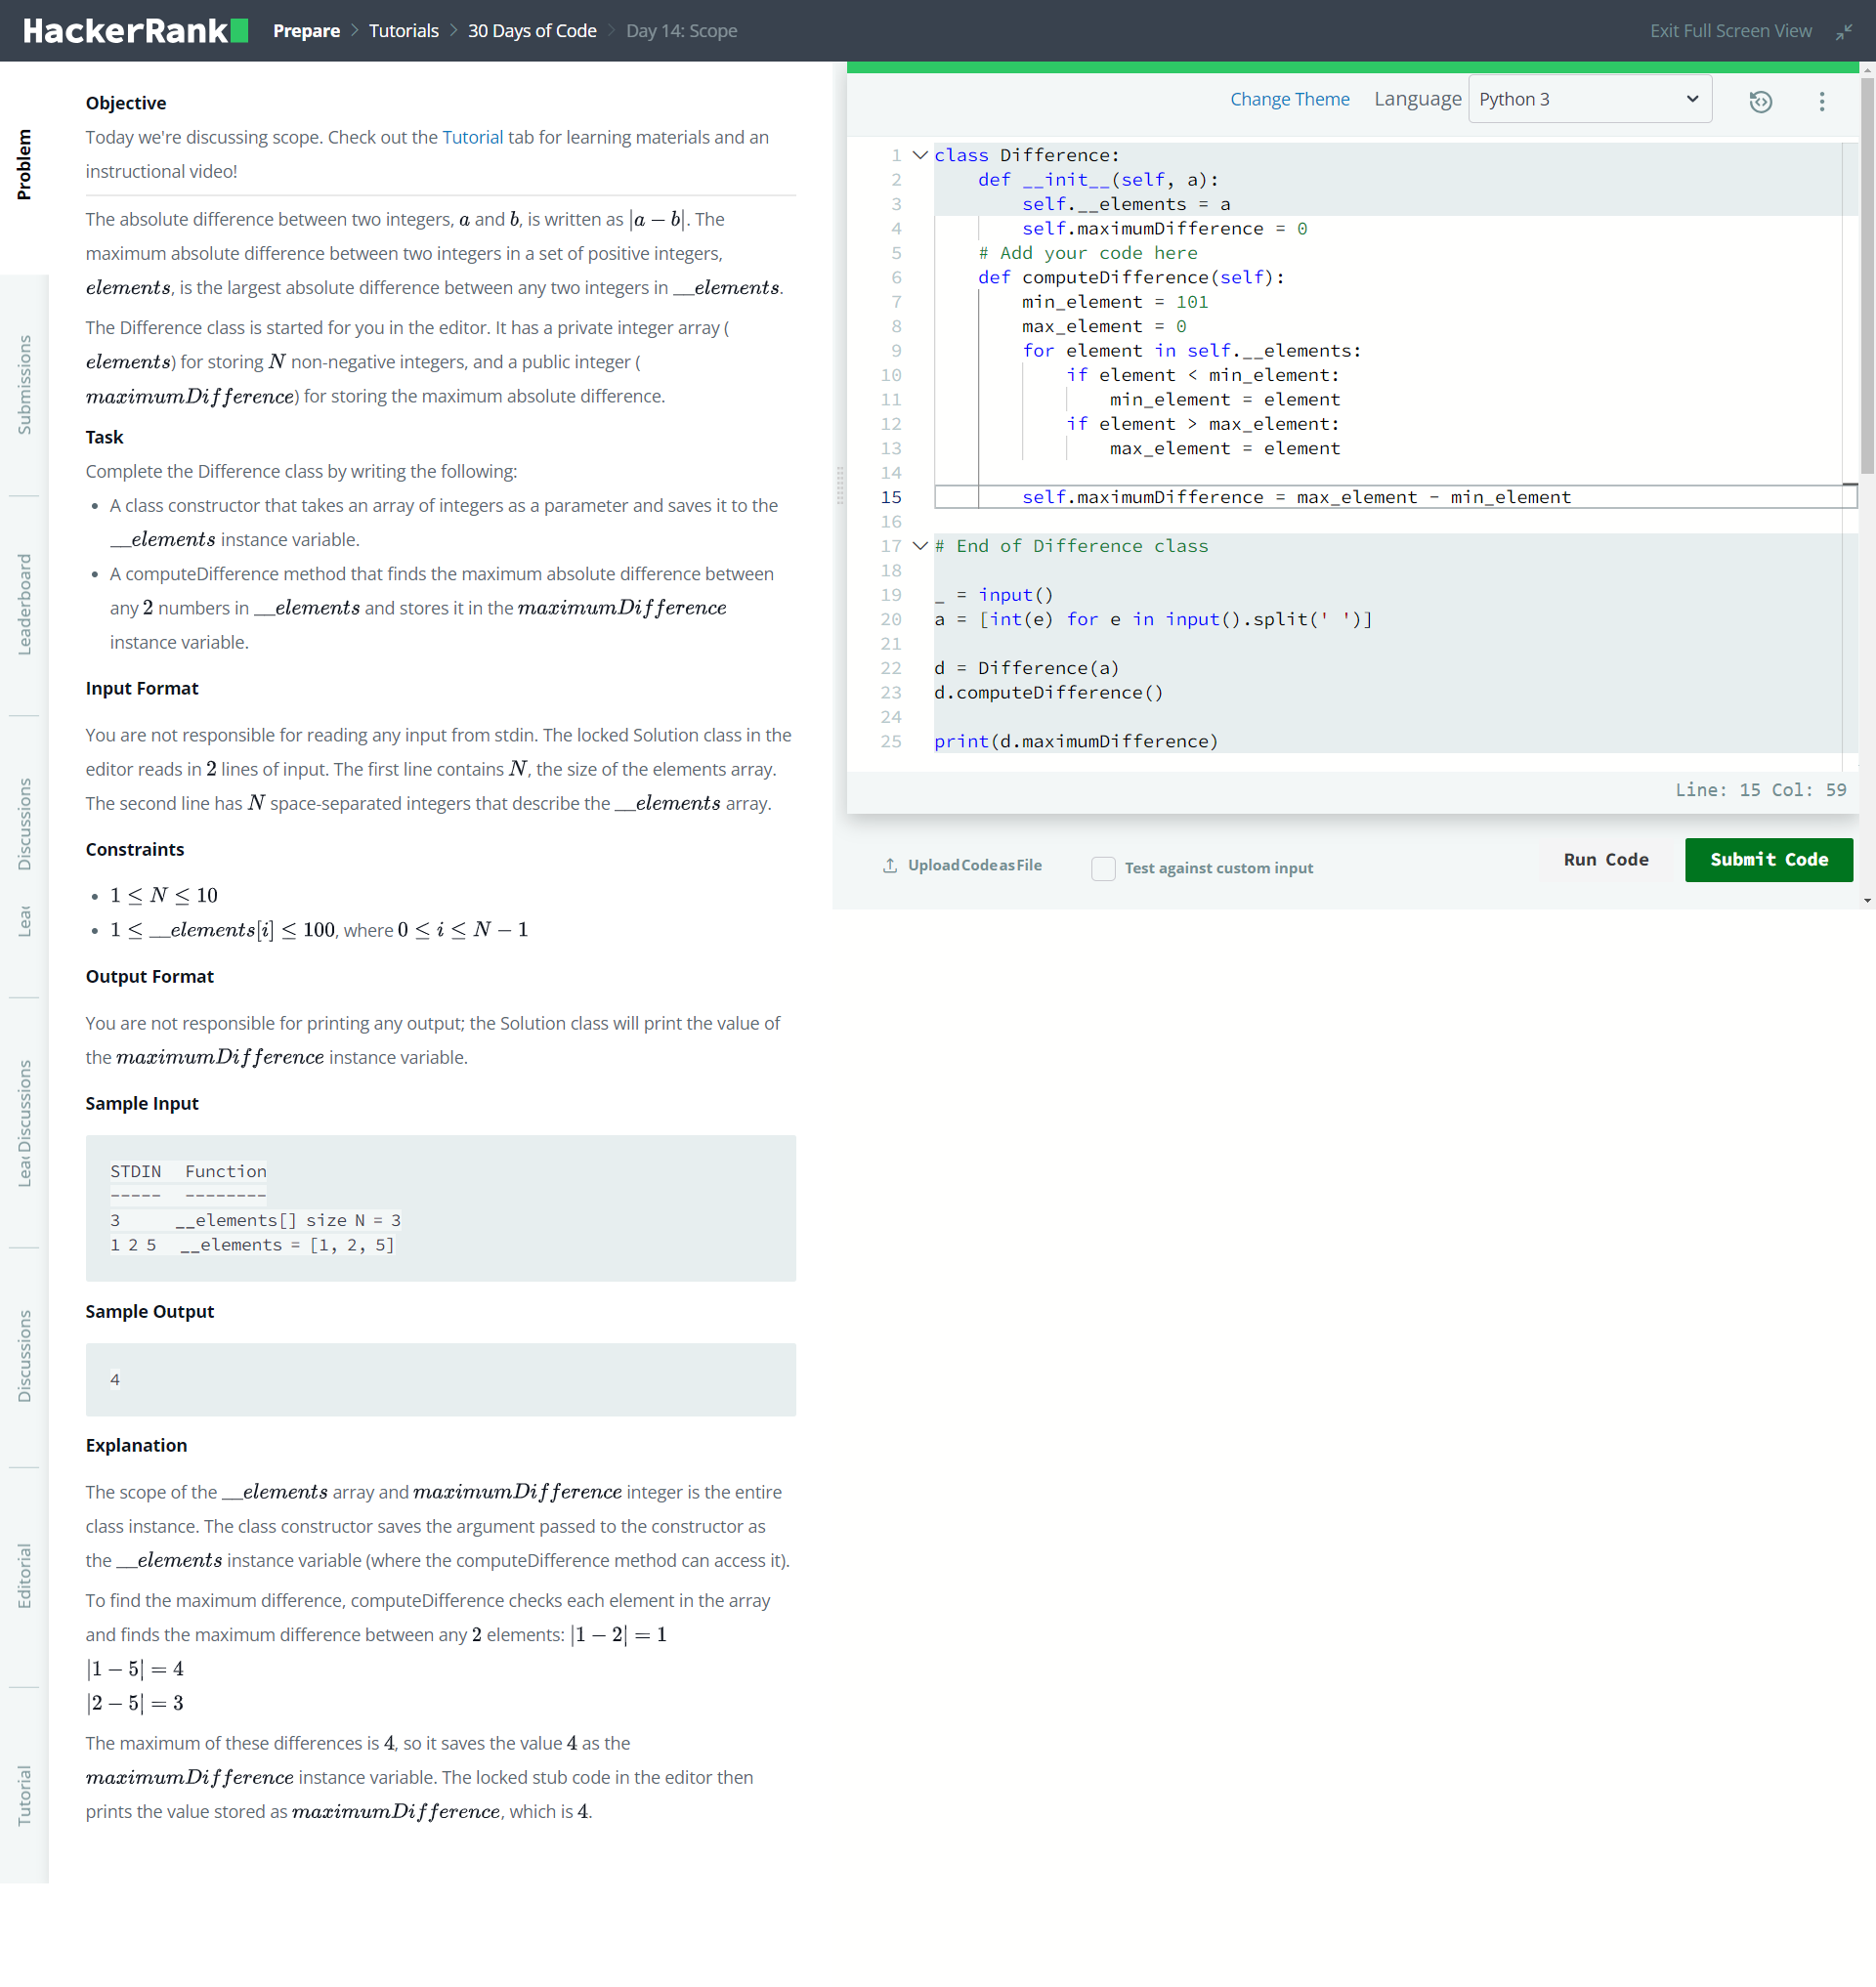 HackerRank Prepare > Tutorials > 30 Days of Code > Day 14: Scope Exit Full Screen View
Problem
Submissions
Leaderboard
Discussions
Lea
Discussions
Lea
Discussions
Editorial
Tutorial
Objective
Today we're discussing scope. Check out the Tutorial tab for learning materials and an
instructional video!
The absolute difference between two integers, a and b, is written as |a − b|. The
maximum absolute difference between two integers in a set of positive integers,
elements, is the largest absolute difference between any two integers in __elements.
The Difference class is started for you in the editor. It has a private integer array (
elements) for storing N non-negative integers, and a public integer (
maximumDifference) for storing the maximum absolute difference.
Task
Complete the Difference class by writing the following:
• A class constructor that takes an array of integers as a parameter and saves it to the
__elements instance variable.
• A computeDifference method that finds the maximum absolute difference between
any 2 numbers in __elements and stores it in the maximumDifference
instance variable.
Input Format
You are not responsible for reading any input from stdin. The locked Solution class in the
editor reads in 2 lines of input. The first line contains N, the size of the elements array.
The second line has N space-separated integers that describe the __elements array.
Constraints
• 1 ≤ N ≤ 10
• 1 ≤ __elements[i] ≤ 100, where 0 ≤ i ≤ N − 1
Output Format
You are not responsible for printing any output; the Solution class will print the value of
the maximumDifference instance variable.
Sample Input
STDIN Function
----- --------
3 __elements[] size N = 3
1 2 5 __elements = [1, 2, 5]
Sample Output
4
Explanation
The scope of the __elements array and maximumDifference integer is the entire
class instance. The class constructor saves the argument passed to the constructor as
the __elements instance variable (where the computeDifference method can access it).
To find the maximum difference, computeDifference checks each element in the array
and finds the maximum difference between any 2 elements: |1 − 2| = 1
|1 − 5| = 4
|2 − 5| = 3
The maximum of these differences is 4, so it saves the value 4 as the
maximumDifference instance variable. The locked stub code in the editor then
prints the value stored as maximumDifference, which is 4.
Change Theme Language Python 3
1 class Difference:
2 def __init__(self, a):
3 self.__elements = a
4 self.maximumDifference = 0
5 # Add your code here
6 def computeDifference(self):
7 min_element = 101
8 max_element = 0
9 for element in self.__elements:
10 if element < min_element:
11 min_element = element
12 if element > max_element:
13 max_element = element
14
15 self.maximumDifference = max_element - min_element
16
17 # End of Difference class
18
19 _ = input()
20 a = [int(e) for e in input().split(' ')]
21
22 d = Difference(a)
23 d.computeDifference()
24
25 print(d.maximumDifference)
Line: 15 Col: 59
Upload Code as File Test against custom input Run Code Submit Code